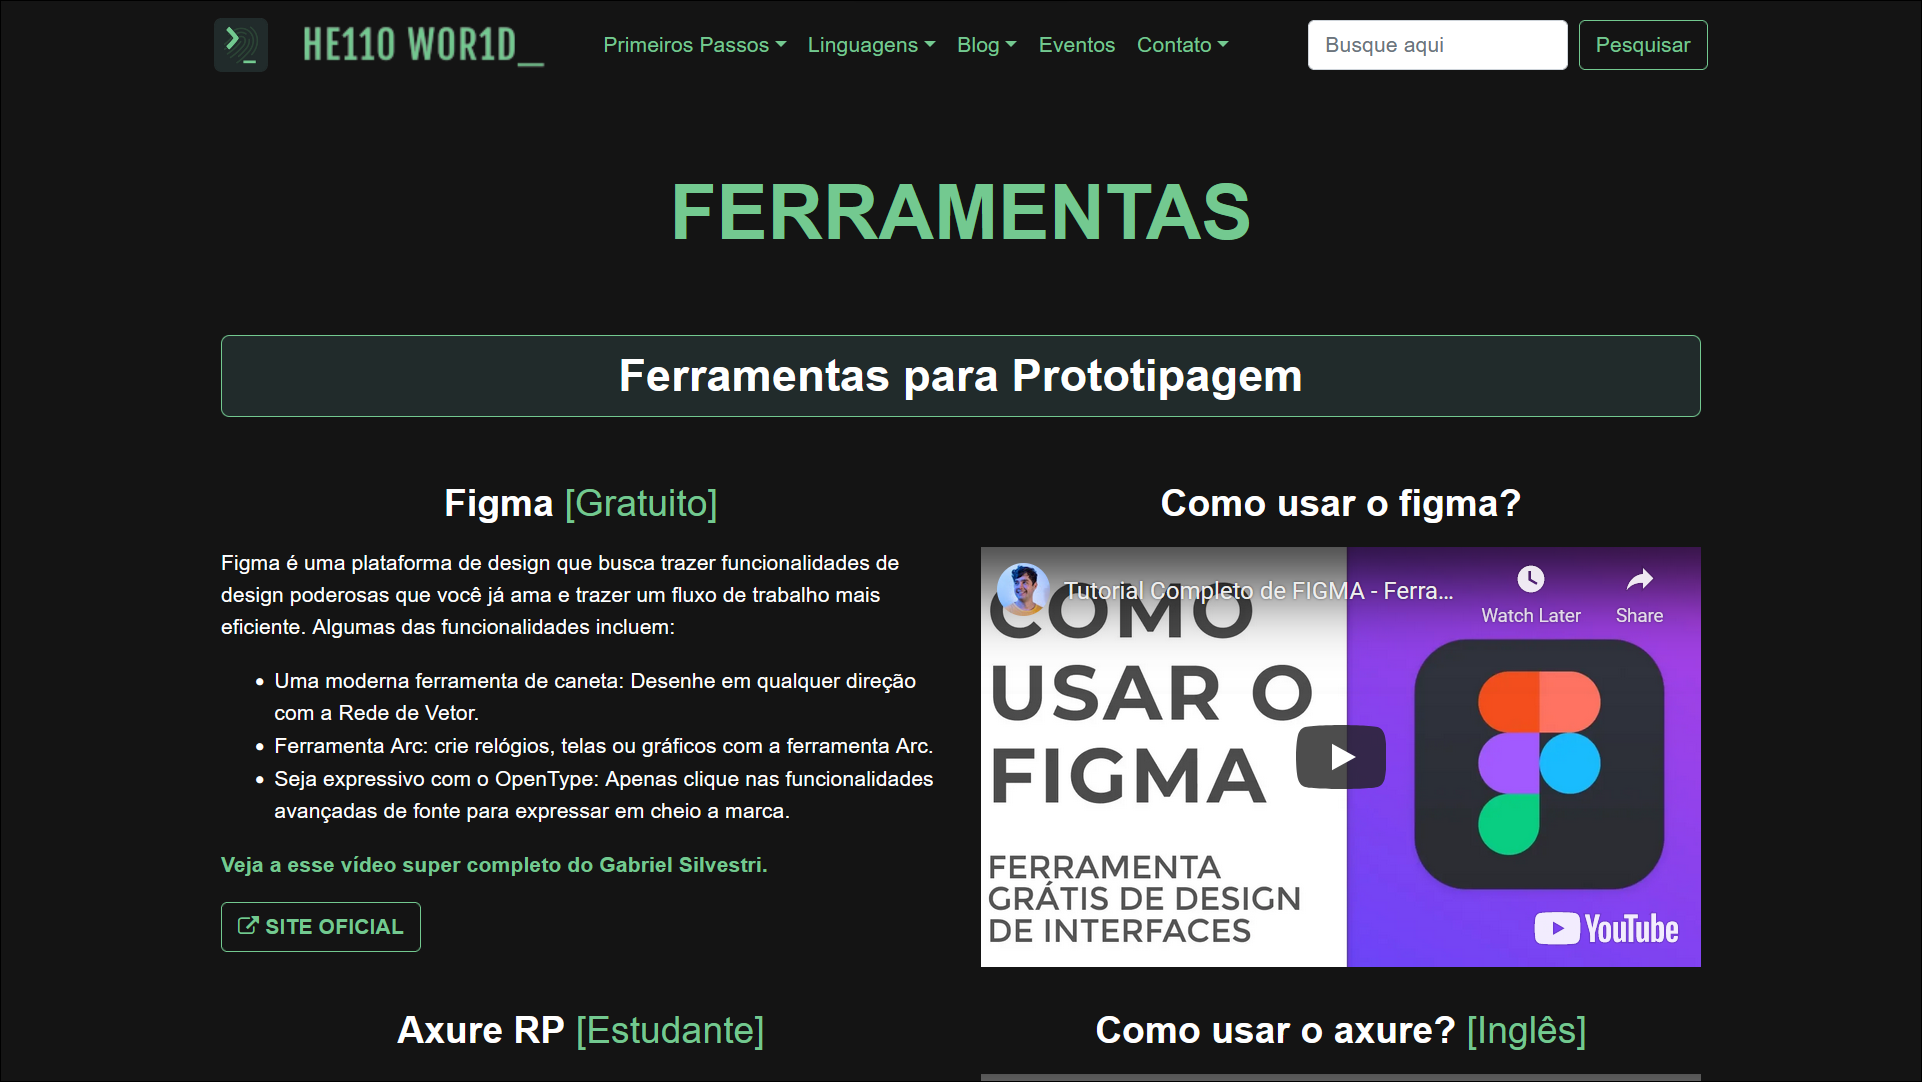 HE110 WOR1D_
Primeiros Passos
Linguagens
Blog
Eventos
Contato
Busque aqui
Pesquisar
FERRAMENTAS
Ferramentas para Prototipagem
Figma [Gratuito]
Figma é uma plataforma de design que busca trazer funcionalidades de
design poderosas que você já ama e trazer um fluxo de trabalho mais
eficiente. Algumas das funcionalidades incluem:
Uma moderna ferramenta de caneta: Desenhe em qualquer direção
com a Rede de Vetor.
Ferramenta Arc: crie relógios, telas ou gráficos com a ferramenta Arc.
Seja expressivo com o OpenType: Apenas clique nas funcionalidades
avançadas de fonte para expressar em cheio a marca.
Veja a esse vídeo super completo do Gabriel Silvestri.
SITE OFICIAL
Como usar o figma?
Tutorial Completo de FIGMA - Ferra...
Watch Later
Share
COMO
USAR O
FIGMA
FERRAMENTA
GRÁTIS DE DESIGN
DE INTERFACES
YouTube
Axure RP [Estudante]
Como usar o axure? [Inglês]